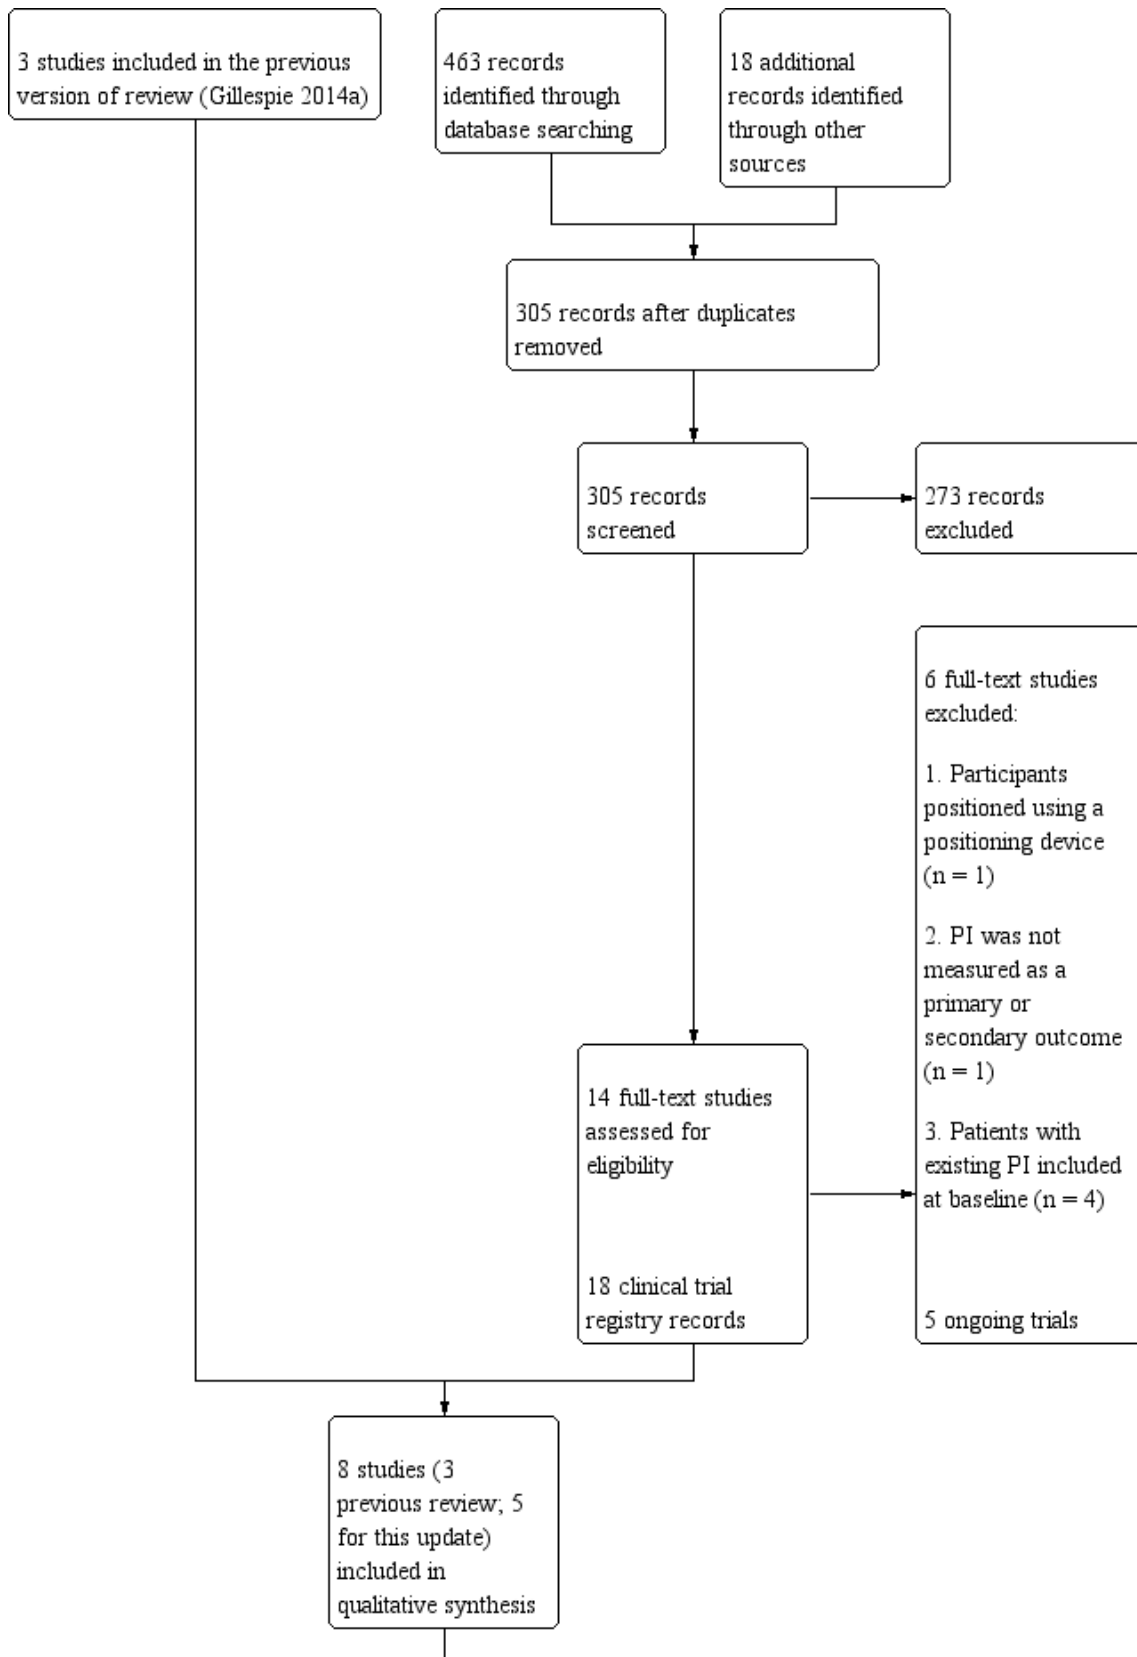 3 studies included in the previous
version of review (Gillespie 2014a)
463 records
identified through
database searching
18 additional
records identified
through other
sources
305 records after duplicates
removed
305 records
screened
273 records
excluded
6 full-text studies
excluded:
1. Participants
positioned using a
positioning device
(n = 1)
2. PI was not
measured as a
primary or
secondary outcome
(n = 1)
3. Patients with
existing PI included
at baseline (n = 4)
5 ongoing trials
14 full-text studies
assessed for
eligibility
18 clinical trial
registry records
8 studies (3
previous review; 5
for this update)
included in
qualitative synthesis